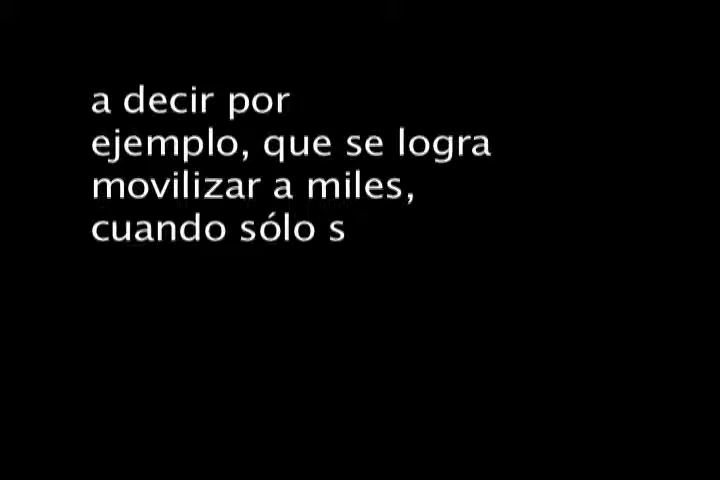 a decir por
ejemplo, que se logra
movilizar a miles,
cuando sólo s